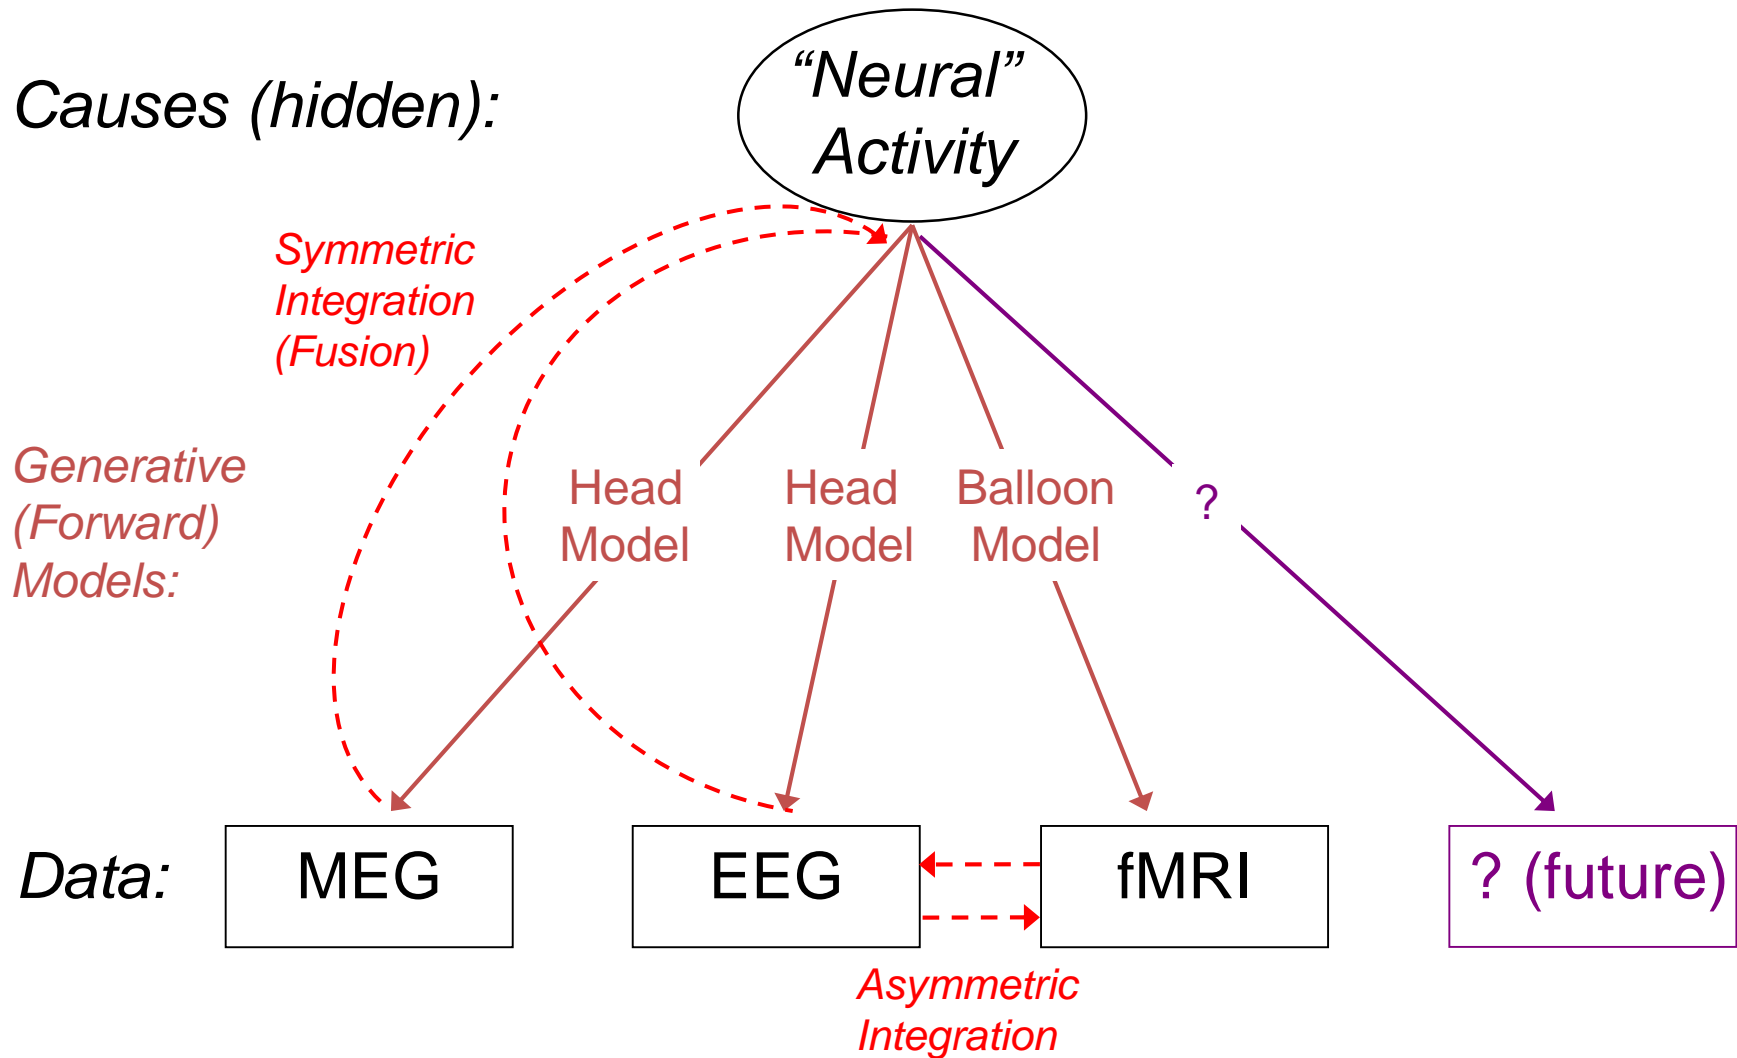 “Neural”
Activity
Causes (hidden):
Symmetric
Integration
(Fusion)
Generative
(Forward)
Models:
Head
Model
Head
Model
Balloon
Model
?
Data:
MEG
EEG
fMRI
? (future)
Asymmetric
Integration